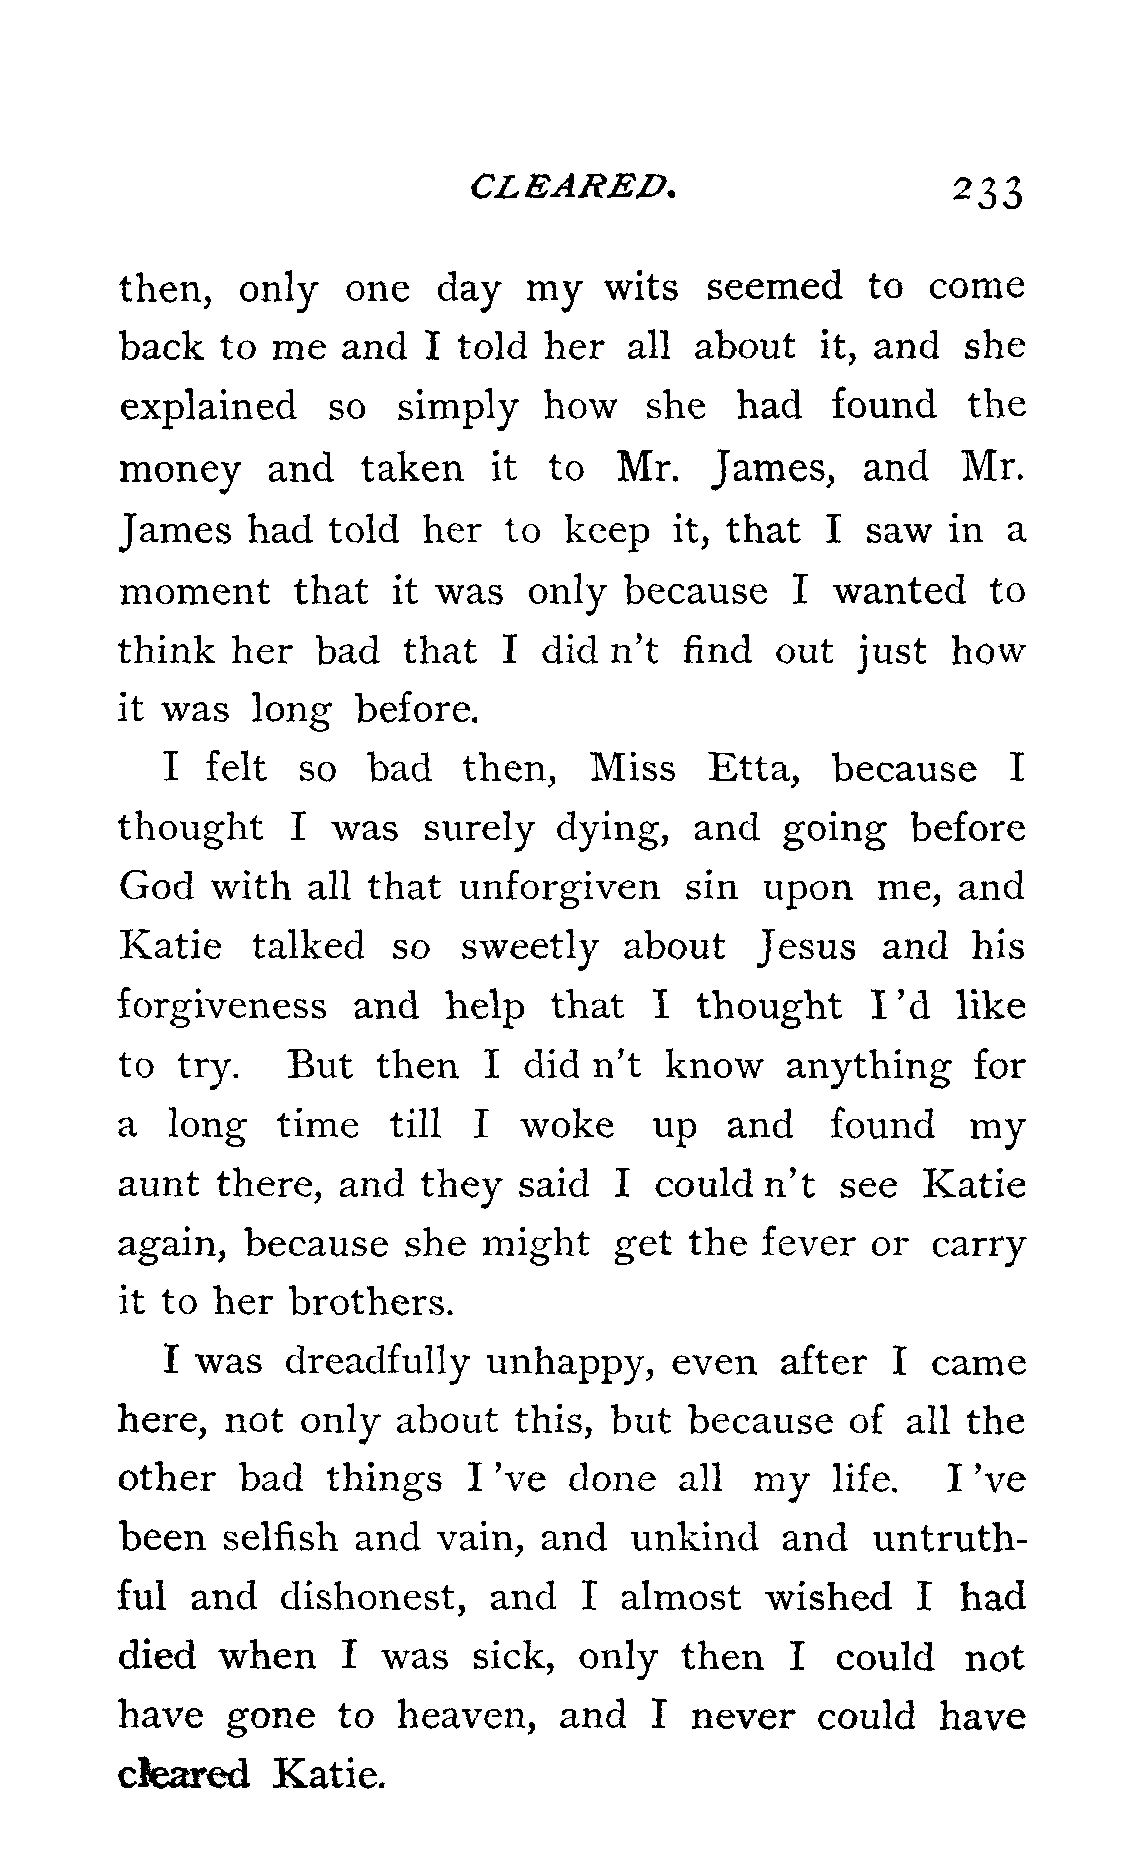 CLEARED. 233
then, only one day my wits seemed to come
back to me and I told her all about it, and she
explained so simply how she had found the
money and taken it to Mr. James, and Mr.
James had told her to keep it, that I saw in a
moment that it was only because I wanted to
think her bad that I did n't find out just how
it was long before.
I felt so bad then, Miss Etta, because I
thought I was surely dying, and going before
God with all that unforgiven sin upon me, and
Katie talked so sweetly about Jesus and his
forgiveness and help that I thought I 'd like
to try. But then I did n't know anything for
a long time till I woke up and found my
aunt there, and they said I could n't see Katie
again, because she might get the fever or carry
it to her brothers.
I was dreadfully unhappy, even after I came
here, not only about this, but because of all the
other bad things I 've done all my life. I 've
been selfish and vain, and unkind and untruth-
ful and dishonest, and I almost wished I had
died when I was sick, only then I could not
have gone to heaven, and I never could have
cleared Katie.